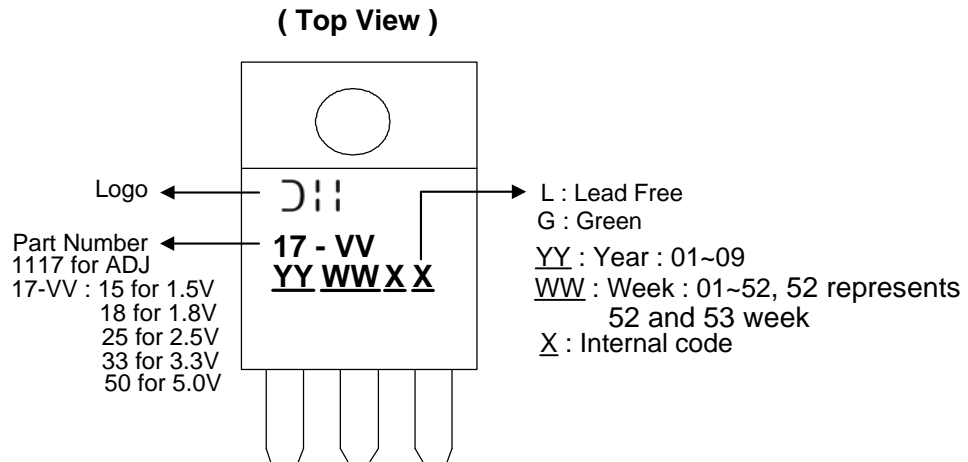 ( Top View )
Logo
Part Number
1117 for ADJ
17-VV : 15 for 1.5V
18 for 1.8V
25 for 2.5V
33 for 3.3V
50 for 5.0V
17 - VV
YY WW X X
L : Lead Free
G : Green
YY : Year : 01~09
WW : Week : 01~52, 52 represents
52 and 53 week
X : Internal code